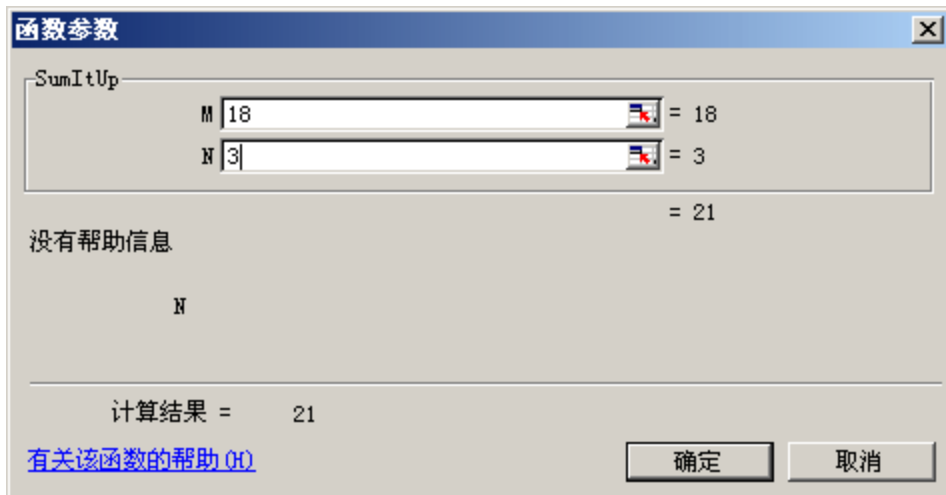 函数参数
SumItUp
M 18 = 18
N 3 = 3
= 21
没有帮助信息
N
计算结果 = 21
有关该函数的帮助(H) 确定 取消